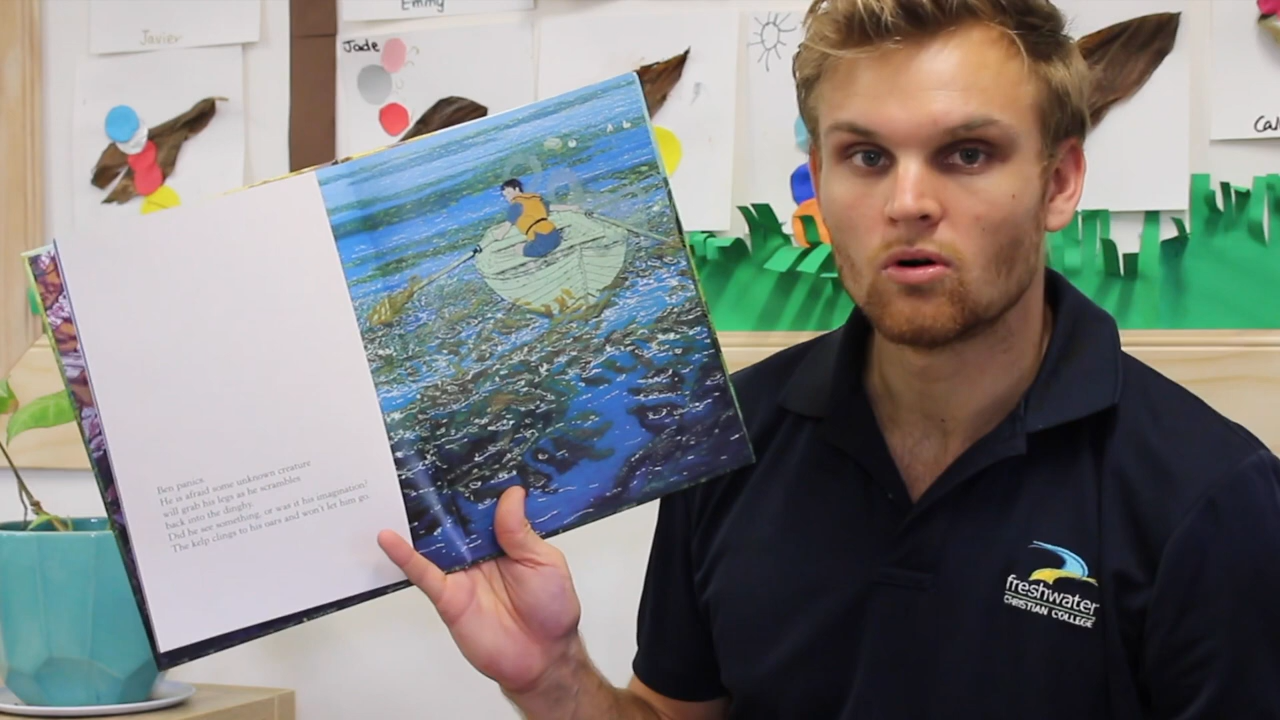 Emmy
Javier
Jade
Ben panics.
He is afraid some unknown creature
will grab his legs as he scrambles
back into the dinghy.
Did he see something, or was it his imagination?
The kelp clings to his oars and won't let him go.
freshwater
CHRISTIAN COLLEGE